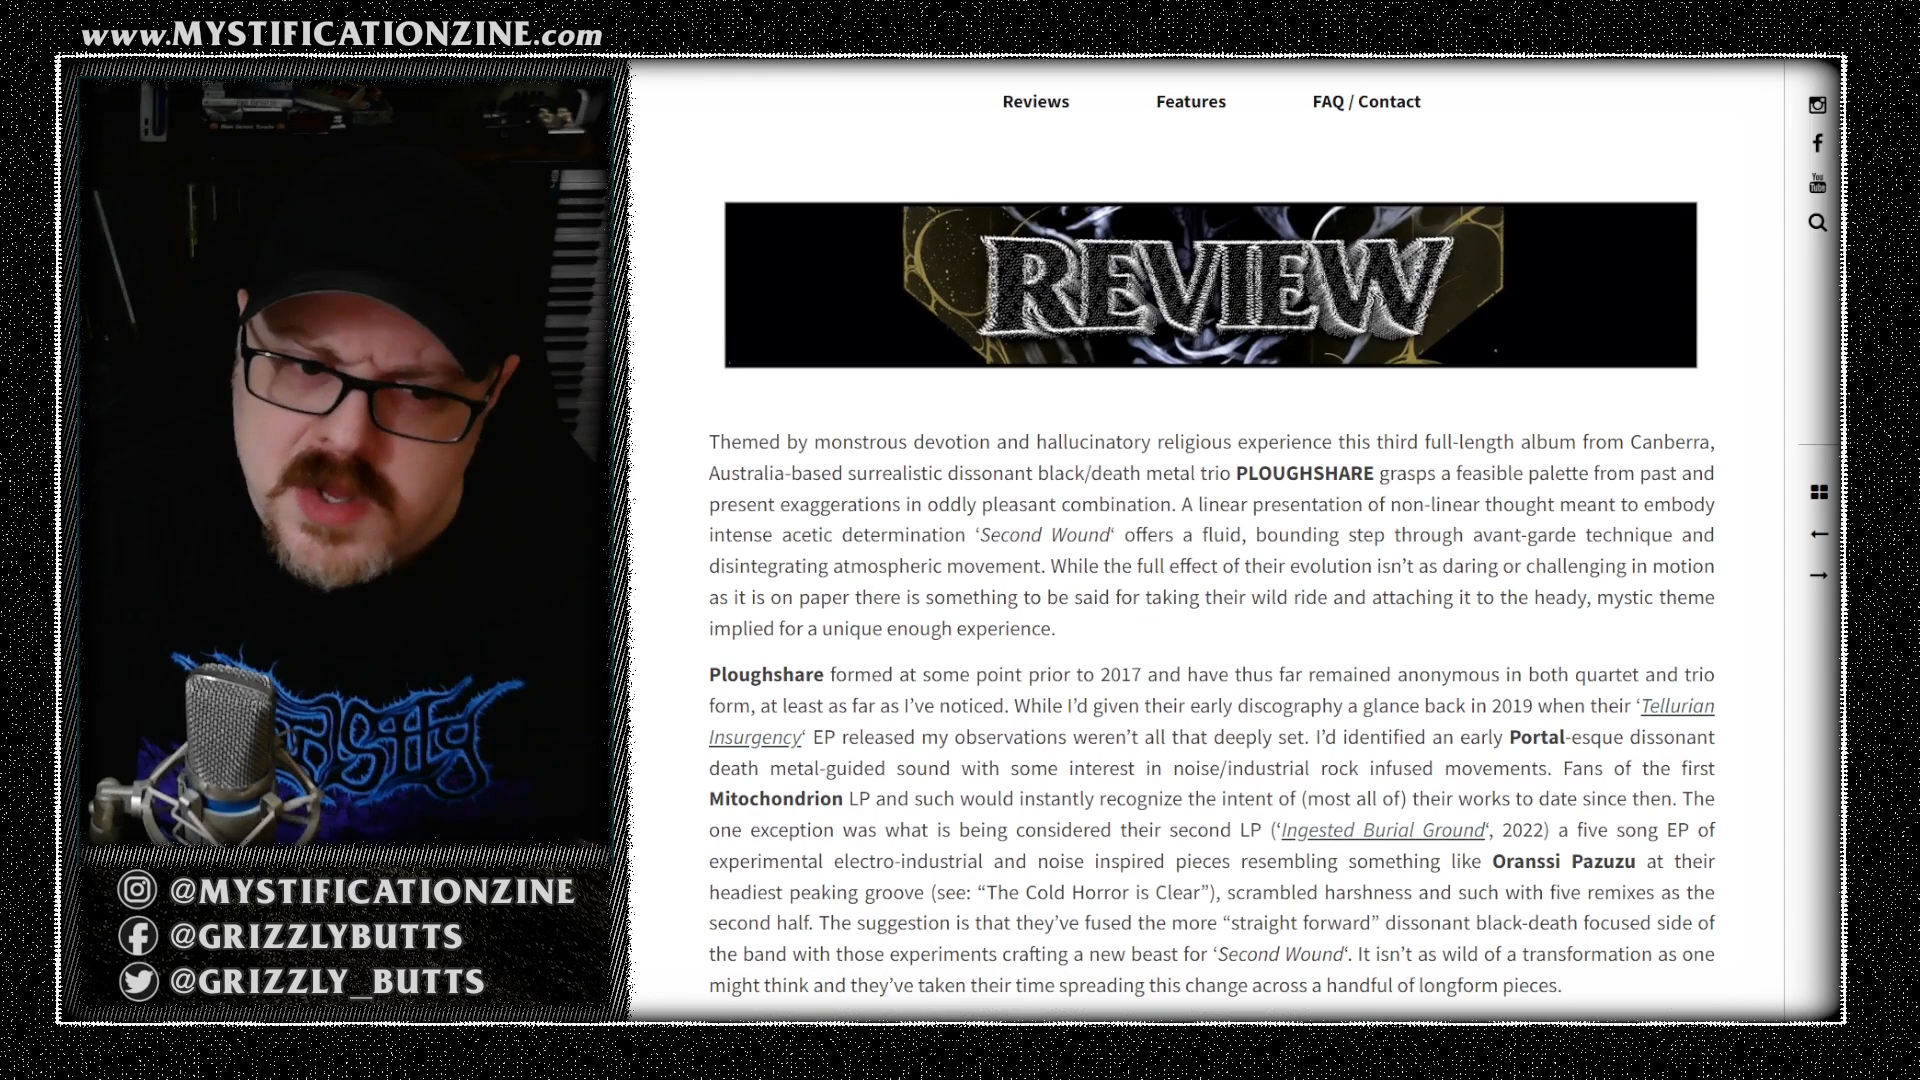 www.MYSTIFICATIONZINE.com
Reviews Features FAQ / Contact
You
Tube
REVIEW
Themed by monstrous devotion and hallucinatory religious experience this third full-length album from Canberra,
Australia-based surrealistic dissonant black/death metal trio PLOUGHSHARE grasps a feasible palette from past and
present exaggerations in oddly pleasant combination. A linear presentation of non-linear thought meant to embody
intense acetic determination ‘Second Wound‘ offers a fluid, bounding step through avant-garde technique and
disintegrating atmospheric movement. While the full effect of their evolution isn’t as daring or challenging in motion
as it is on paper there is something to be said for taking their wild ride and attaching it to the heady, mystic theme
implied for a unique enough experience.
Ploughshare formed at some point prior to 2017 and have thus far remained anonymous in both quartet and trio
form, at least as far as I’ve noticed. While I’d given their early discography a glance back in 2019 when their ‘Tellurian
Insurgency‘ EP released my observations weren’t all that deeply set. I’d identified an early Portal-esque dissonant
death metal-guided sound with some interest in noise/industrial rock infused movements. Fans of the first
Mitochondrion LP and such would instantly recognize the intent of (most all of) their works to date since then. The
one exception was what is being considered their second LP (‘Ingested Burial Ground‘, 2022) a five song EP of
experimental electro-industrial and noise inspired pieces resembling something like Oranssi Pazuzu at their
headiest peaking groove (see: “The Cold Horror is Clear”), scrambled harshness and such with five remixes as the
second half. The suggestion is that they’ve fused the more “straight forward” dissonant black-death focused side of
the band with those experiments crafting a new beast for ‘Second Wound‘. It isn’t as wild of a transformation as one
might think and they’ve taken their time spreading this change across a handful of longform pieces.
@MYSTIFICATIONZINE
@GRIZZLYBUTTS
@GRIZZLY_BUTTS